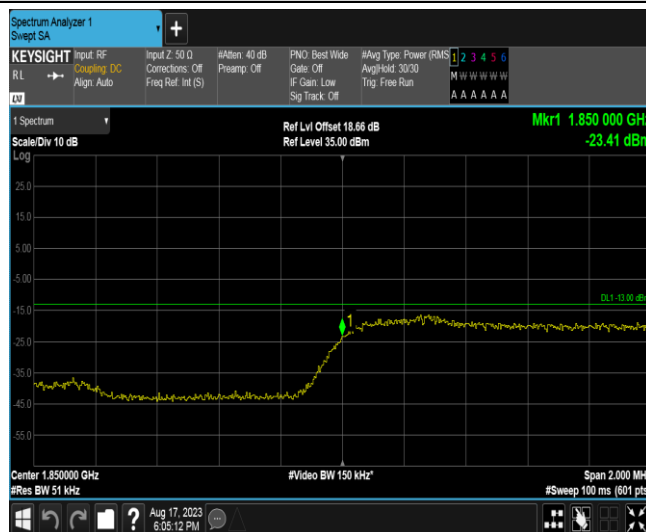 Spectrum Analyzer 1
Swept SA
+
KEYSIGHT
RL
LXI
Input: RF
Coupling: DC
Align: Auto
Input Z: 50 Ω
Corrections: Off
Freq Ref: Int (S)
#Atten: 40 dB
Preamp: Off
PNO: Best Wide
Gate: Off
IF Gain: Low
Sig Track: Off
#Avg Type: Power (RMS
Avg|Hold: 30/30
Trig: Free Run
1 2 3 4 5 6
M W W W W W
A A A A A A
1 Spectrum
Scale/Div 10 dB
Ref Lvl Offset 18.66 dB
Ref Level 35.00 dBm
Mkr1 1.850 000 GHz
-23.41 dBm
Log
25.0
15.0
5.00
-5.00
DL1 -13.00 dBm
-15.0
1
-25.0
-35.0
-45.0
-55.0
Center 1.850000 GHz
#Video BW 150 kHz*
Span 2.000 MH
#Res BW 51 kHz
#Sweep 100 ms (601 pts
?
Aug 17, 2023
6:05:12 PM